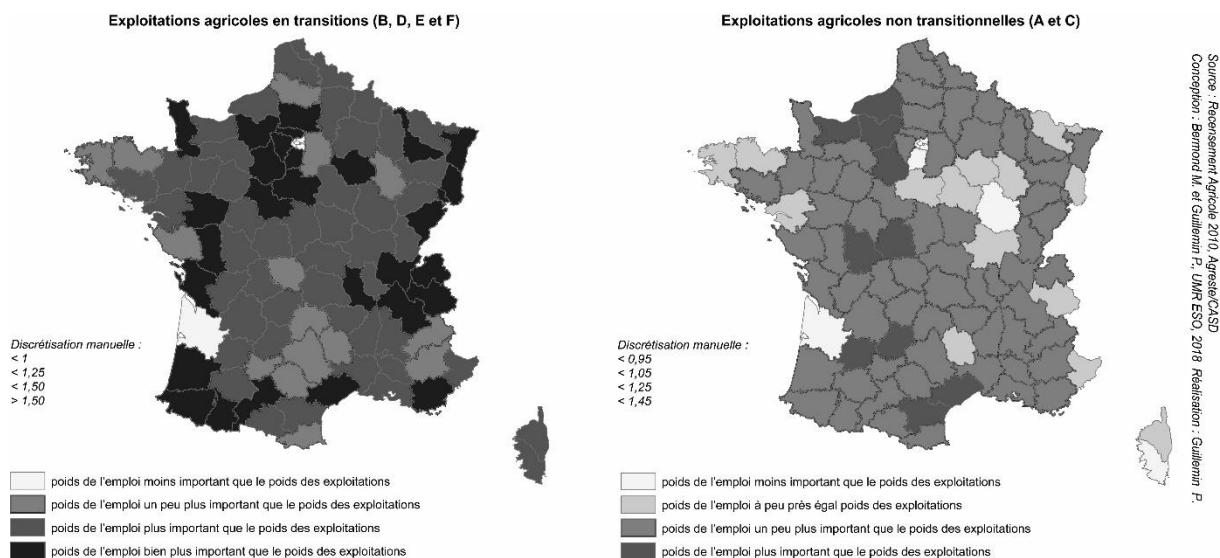 Exploitations agricoles en transitions (B, D, E et F)
Discrétisation manuelle :
< 1
< 1,25
< 1,50
> 1,50
poids de l'emploi moins important que le poids des exploitations
poids de l'emploi un peu plus important que le poids des exploitations
poids de l'emploi plus important que le poids des exploitations
poids de l'emploi bien plus important que le poids des exploitations
Exploitations agricoles non transitionnelles (A et C)
Discrétisation manuelle :
< 0,95
< 1,05
< 1,25
< 1,45
poids de l'emploi moins important que le poids des exploitations
poids de l'emploi à peu près égal poids des exploitations
poids de l'emploi un peu plus important que le poids des exploitations
poids de l'emploi plus important que le poids des exploitations
Source : Recensement Agricole 2010, Agreste/CASD
Conception : Bermond M. et Guillemin P., UMR ESO, 2018 Réalisation : Guillemin P.